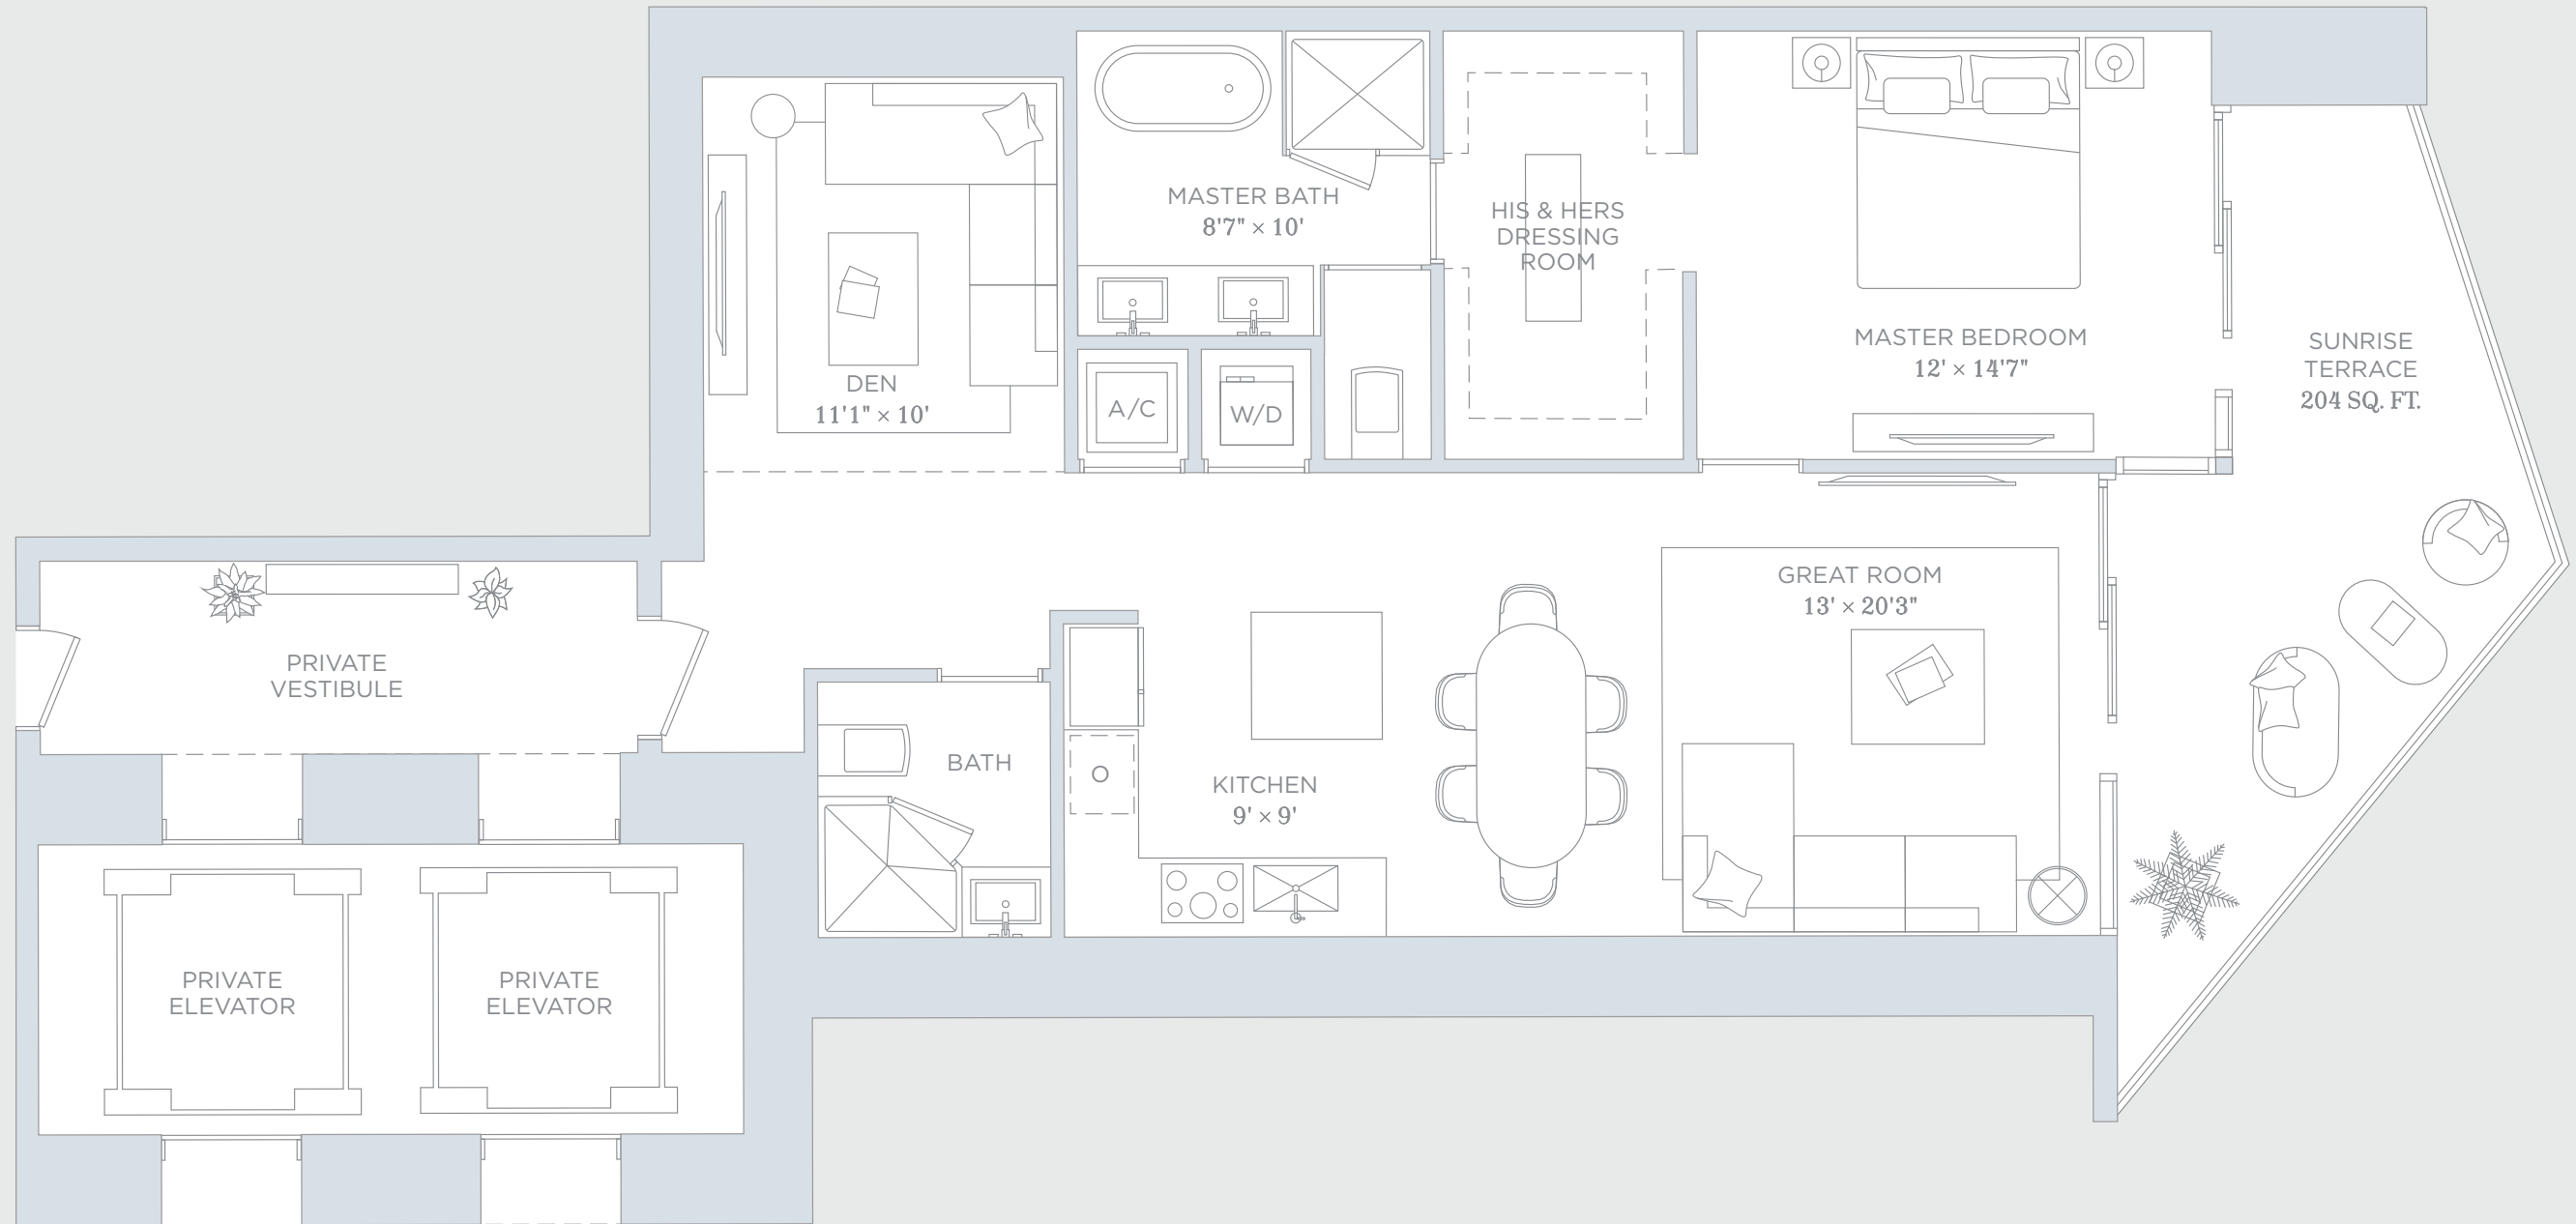 MASTER BATH
8'7" × 10'
HIS & HERS
DRESSING
ROOM
MASTER BEDROOM
12' × 14'7"
SUNRISE
TERRACE
204 SQ. FT.
DEN
11'1" × 10'
A/C
W/D
GREAT ROOM
13' × 20'3"
PRIVATE
VESTIBULE
BATH
KITCHEN
9' × 9'
PRIVATE
ELEVATOR
PRIVATE
ELEVATOR